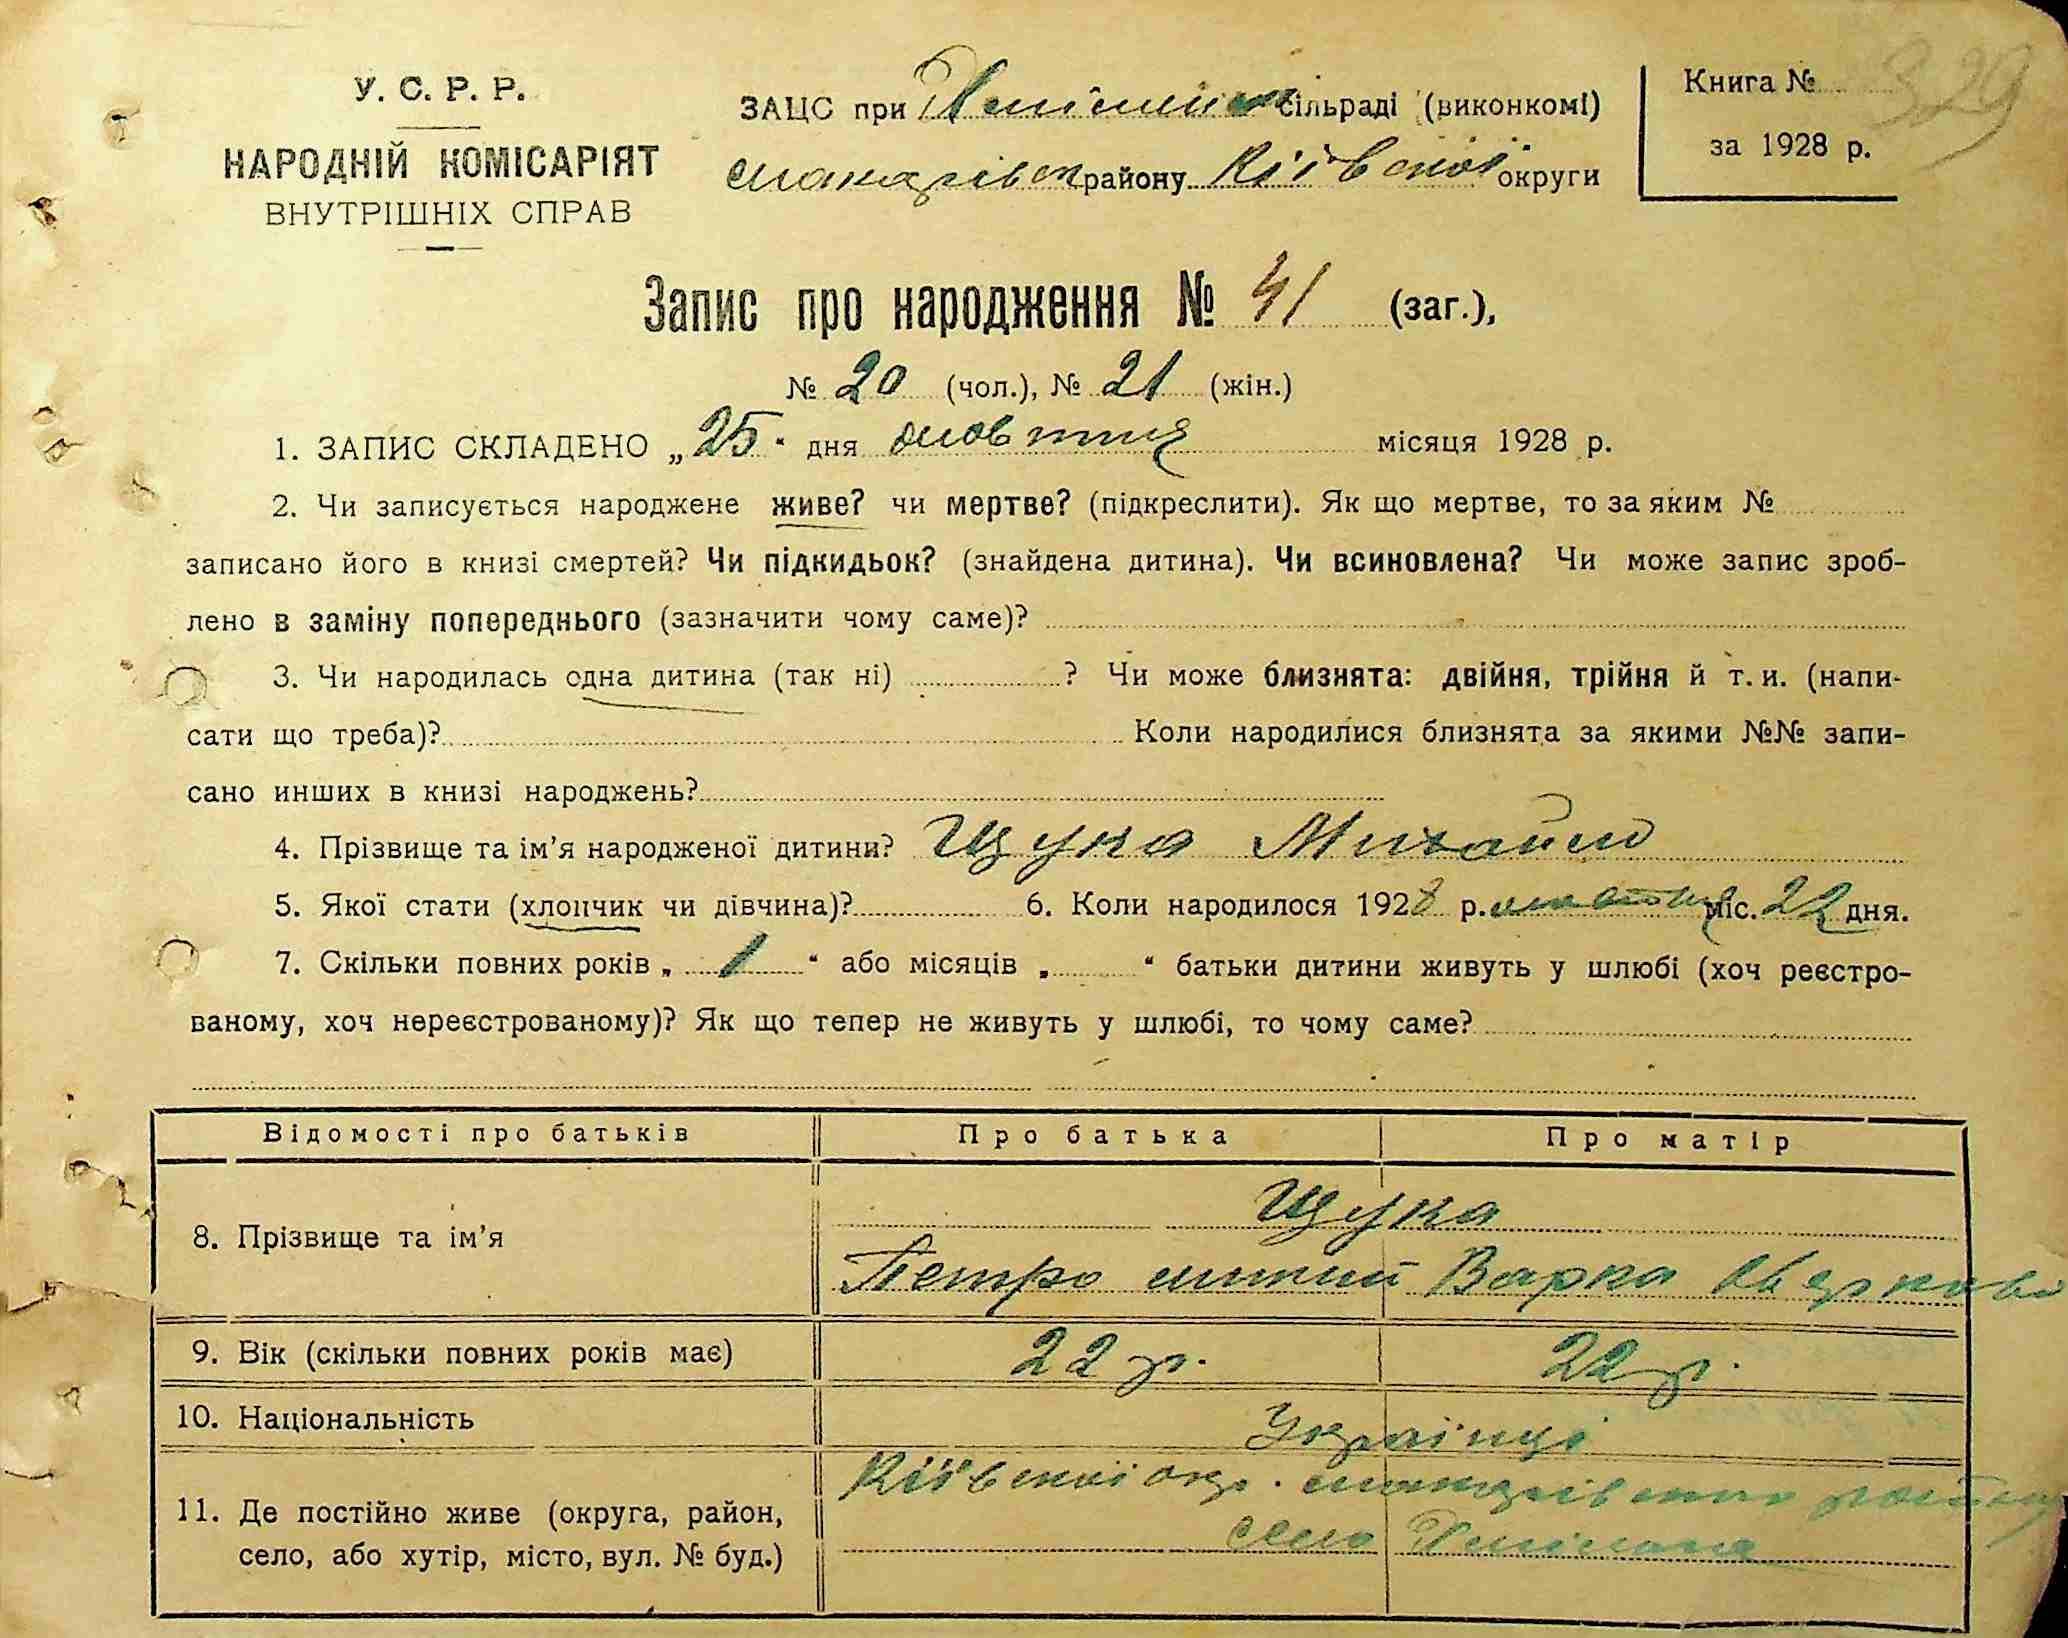 У. С. Р. Р.
НАРОДНІЙ КОМІСАРІЯТ
ВНУТРІШНІХ СПРАВ
ЗАЦС при сільраді (виконкомі)
Макарівськ району Київської округи
Книга №
за 1928 р.
329
Запис про народження № 41 (заг.),
№ 20 (чол.), № 21 (жін.)
1. ЗАПИС СКЛАДЕНО „25“ дня жовтня місяця 1928 р.
2. Чи записується народжене живе? чи мертве? (підкреслити). Як що мертве, то за яким №
записано його в книзі смертей? Чи підкидьок? (знайдена дитина). Чи всиновлена? Чи може запис зроб-
лено в заміну попереднього (зазначити чому саме)?
3. Чи народилась одна дитина (так ні) ? Чи може близнята: двійня, трійня й т. и. (напи-
сати що треба)? Коли народилися близнята за якими №№ запи-
сано инших в книзі народжень?
4. Прізвище та ім’я народженої дитини? Щука Михайло
5. Якої стати (хлопчик чи дівчина)? 6. Коли народилося 1928 р. жовтня міс. 22 дня.
7. Скільки повних років „ 1 “ або місяців „ “ батьки дитини живуть у шлюбі (хоч реєстро-
ваному, хоч нереєстрованому)? Як що тепер не живуть у шлюбі, то чому саме?
Відомості про батьків Про батька Про матір
8. Прізвище та ім’я Щука
Петро Варка
9. Вік (скільки повних років має) 22 р. 22 р.
10. Національність Українці
11. Де постійно живе (округа, район,
село, або хутір, місто, вул. № буд.)
Київської окр. Макарівського району
село